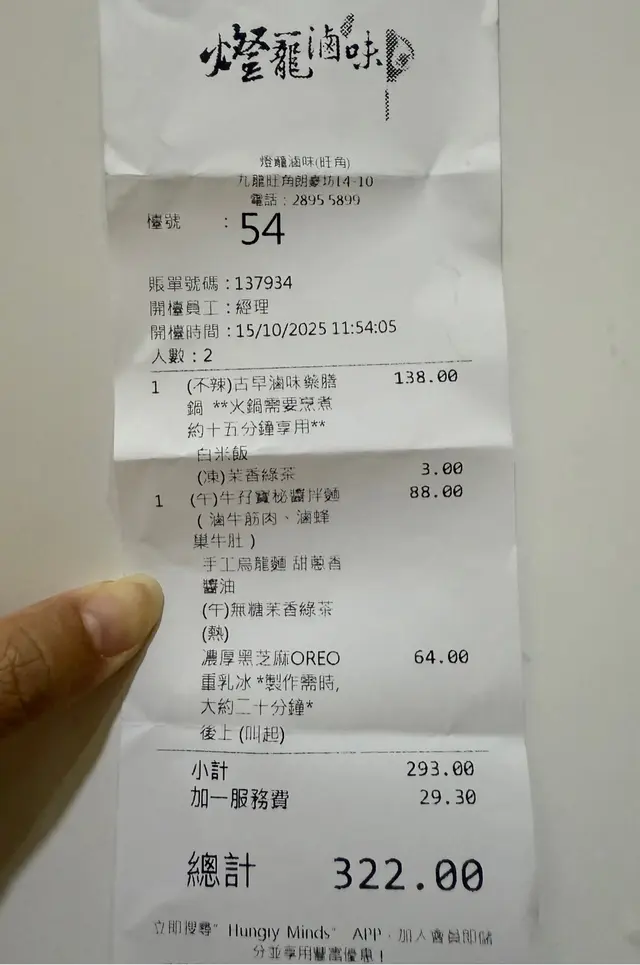 燈龍滷味
燈龍滷味(旺角)
九龍旺角朗豪坊14-10
電話：2895 5899
檯號 ：54
賬單號碼：137934
開檯員工：經理
開檯時間：15/10/2025 11:54:05
人數：2
1 (不辣)古早滷味藥膳 138.00
鍋 **火鍋需要烹煮
約十五分鐘享用**
白米飯
(凍)茉香綠茶 3.00
1 (午)牛孖寶秘醬拌麵 88.00
(滷牛筋肉、滷蜂
巢牛肚)
手工烏龍麵 甜蔥香
醬油
(午)無糖茉香綠茶
(熱)
濃厚黑芝麻OREO 64.00
重乳冰 *製作需時,
大約二十分鐘*
後上 (叫起)
小計 293.00
加一服務費 29.30
總計 322.00
立即搜尋" Hungry Minds" APP，加入會員即儲
分並享用豐富優惠！